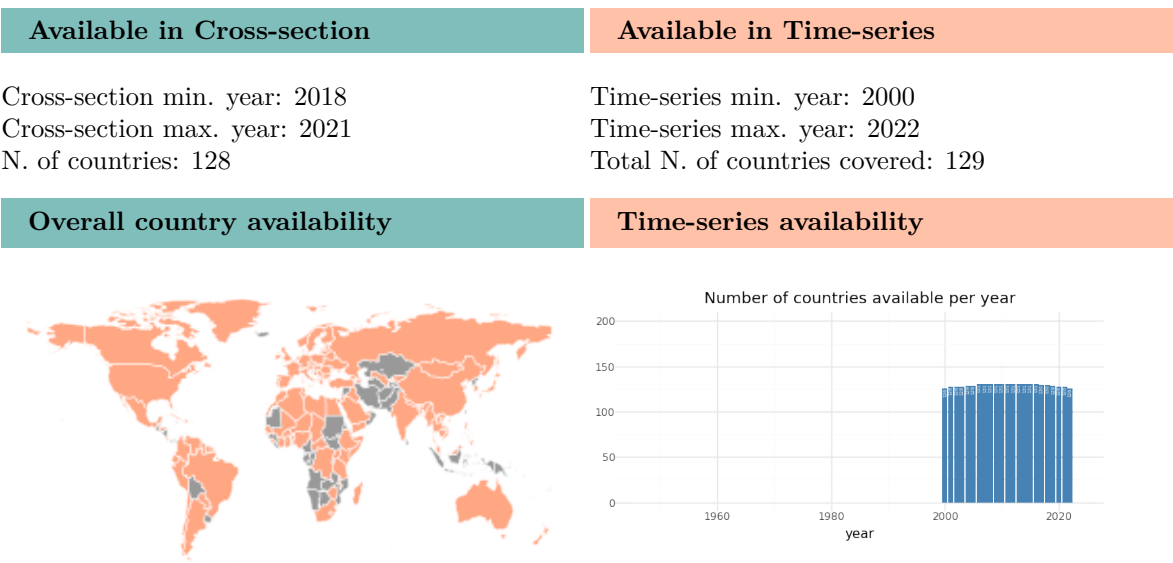 Available in Cross-section
Available in Time-series
Cross-section min. year: 2018
Cross-section max. year: 2021
N. of countries: 128
Time-series min. year: 2000
Time-series max. year: 2022
Total N. of countries covered: 129
Overall country availability
Time-series availability
Number of countries available per year
200
150
100
50
0
1960
1980
2000
2020
year